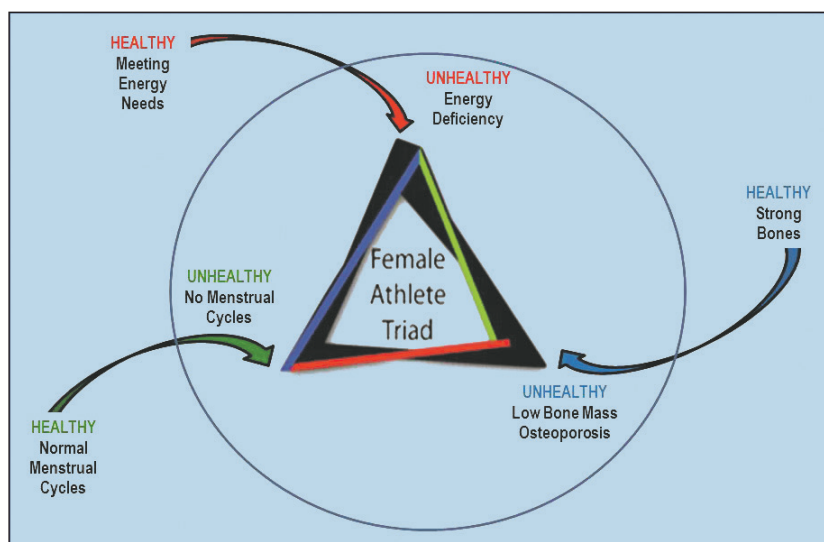 HEALTHY
Meeting
Energy
Needs
UNHEALTHY
Energy
Deficiency
HEALTHY
Strong
Bones
UNHEALTHY
No Menstrual
Cycles
Female
Athlete
Triad
UNHEALTHY
Low Bone Mass
Osteoporosis
HEALTHY
Normal
Menstrual
Cycles